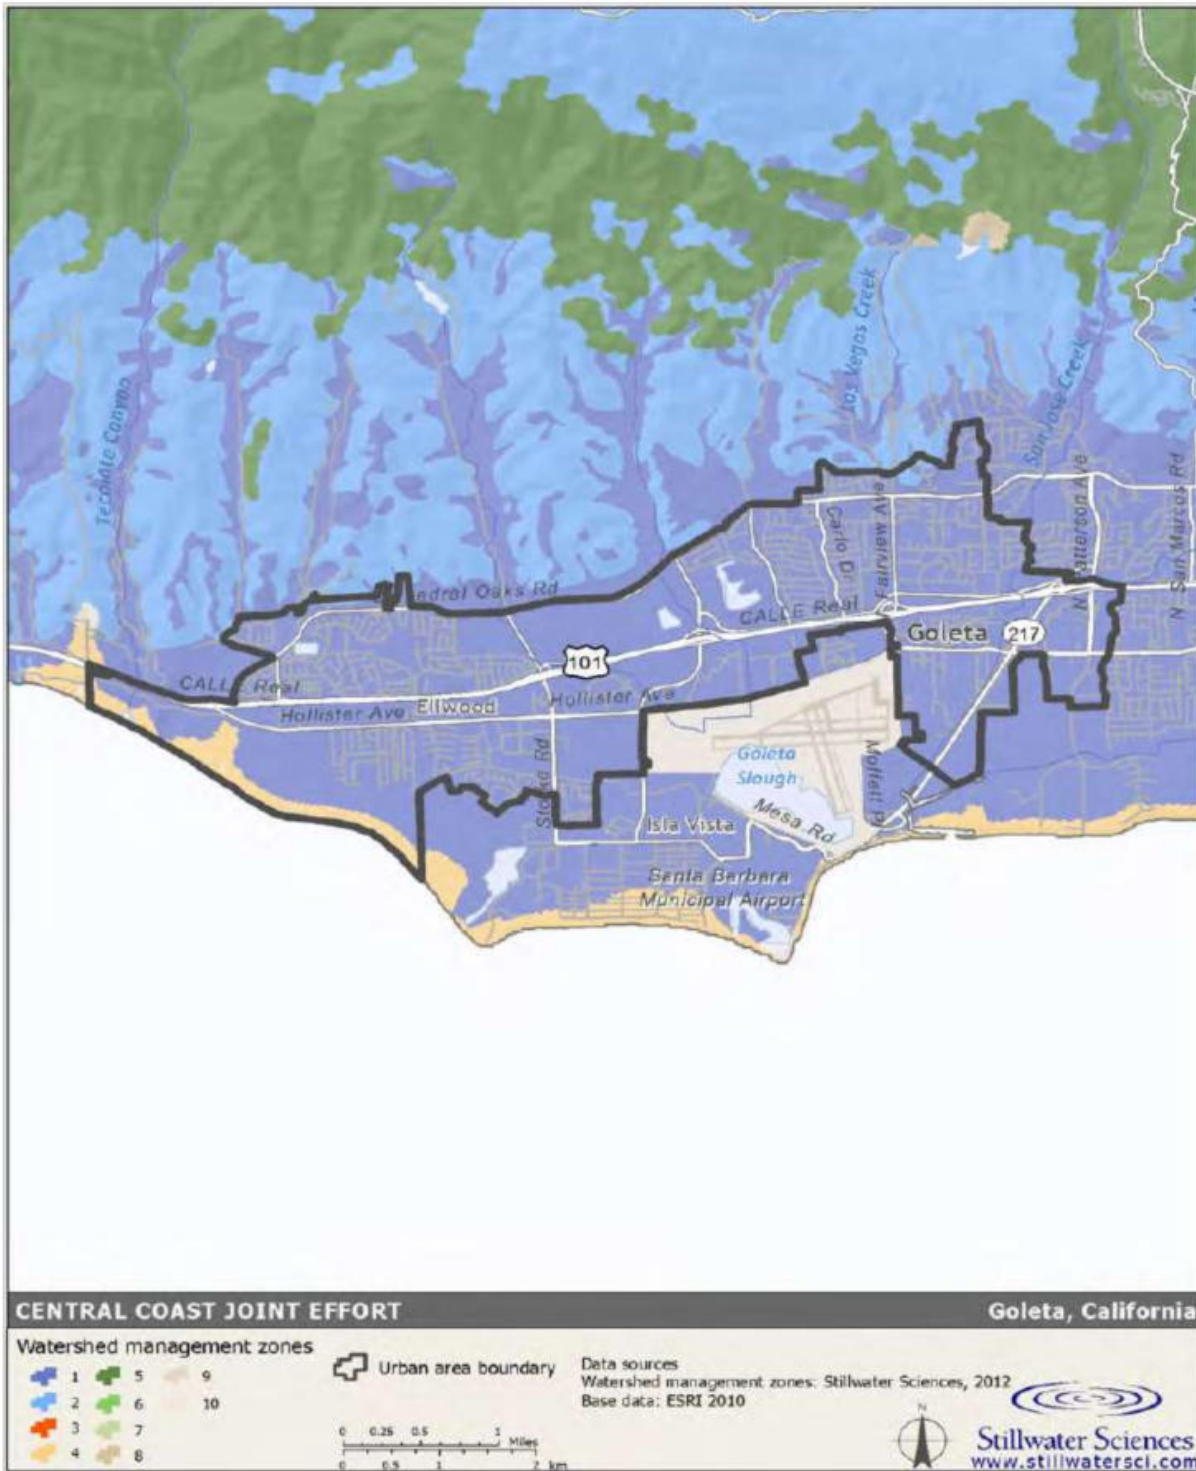 Las Vegas Creek
San Jose Creek
Tecolote Canyon
N Patterson Ave
N San Marcos Rd
Carlo Dr
Fairview Ave
edral Oaks Rd
CALLE Real
Goleta
217
101
CALLE Real
Ellwood
Hollister Ave
Hollister Ave
Goleta
Slough
Moffett Pl
Storke Rd
Mesa Rd
Isla Vista
Santa Barbara
Municipal Airport
CENTRAL COAST JOINT EFFORT
Goleta, California
Watershed management zones
1 5 9
2 6 10
3 7
4 8
Urban area boundary
0 0.25 0.5 1
Miles
0 0.5 1 2 km
Data sources
Watershed management zones: Stillwater Sciences, 2012
Base data: ESRI 2010
N
Stillwater Sciences
www.stillwatersci.com